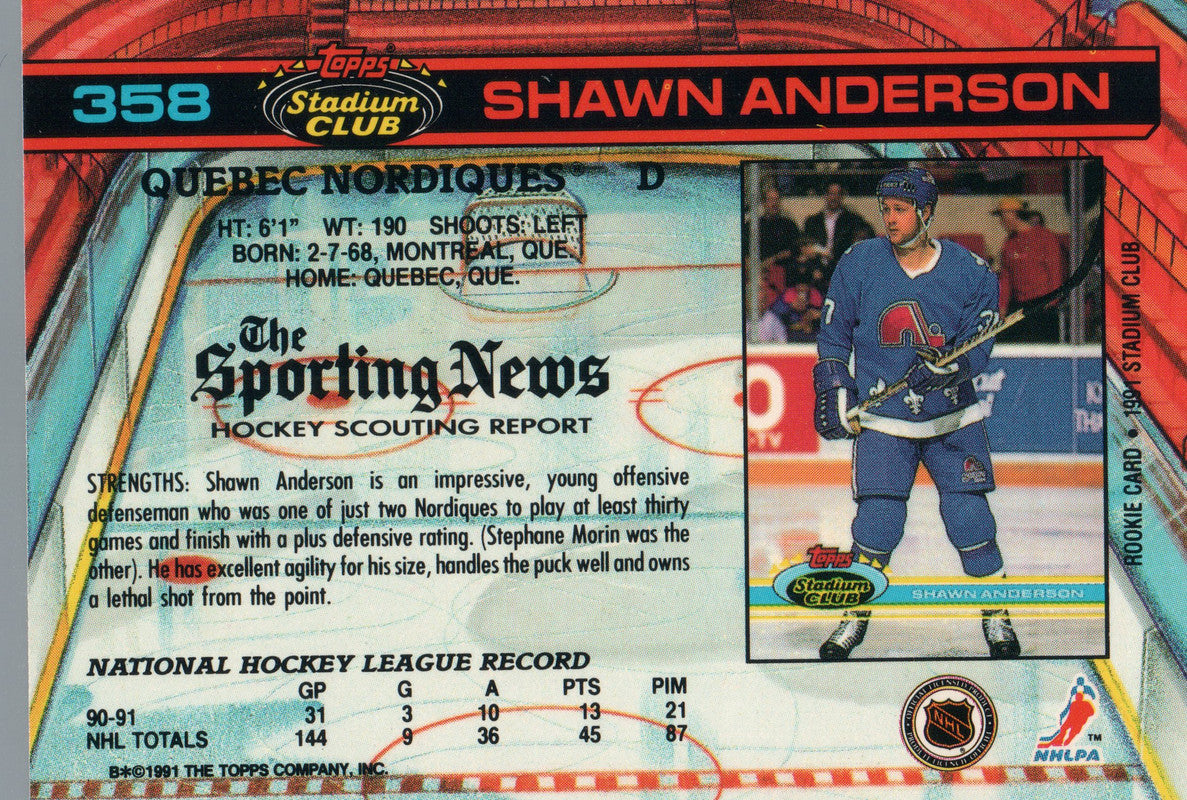 358
Topps®
Stadium
CLUB
SHAWN ANDERSON
QUEBEC NORDIQUES® D
HT: 6'1" WT: 190 SHOOTS: LEFT
BORN: 2-7-68, MONTREAL, QUE.
HOME: QUEBEC, QUE.
The
Sporting News
HOCKEY SCOUTING REPORT
STRENGTHS: Shawn Anderson is an impressive, young offensive
defenseman who was one of just two Nordiques to play at least thirty
games and finish with a plus defensive rating. (Stephane Morin was the
other). He has excellent agility for his size, handles the puck well and owns
a lethal shot from the point.
NATIONAL HOCKEY LEAGUE RECORD
GP G A PTS PIM
90-91 31 3 10 13 21
NHL TOTALS 144 9 36 45 87
B*©1991 THE TOPPS COMPANY, INC.
Topps
Stadium
CLUB
SHAWN ANDERSON
ROOKIE CARD • 1991 STADIUM CLUB
NHL
®
NHLPA
TM